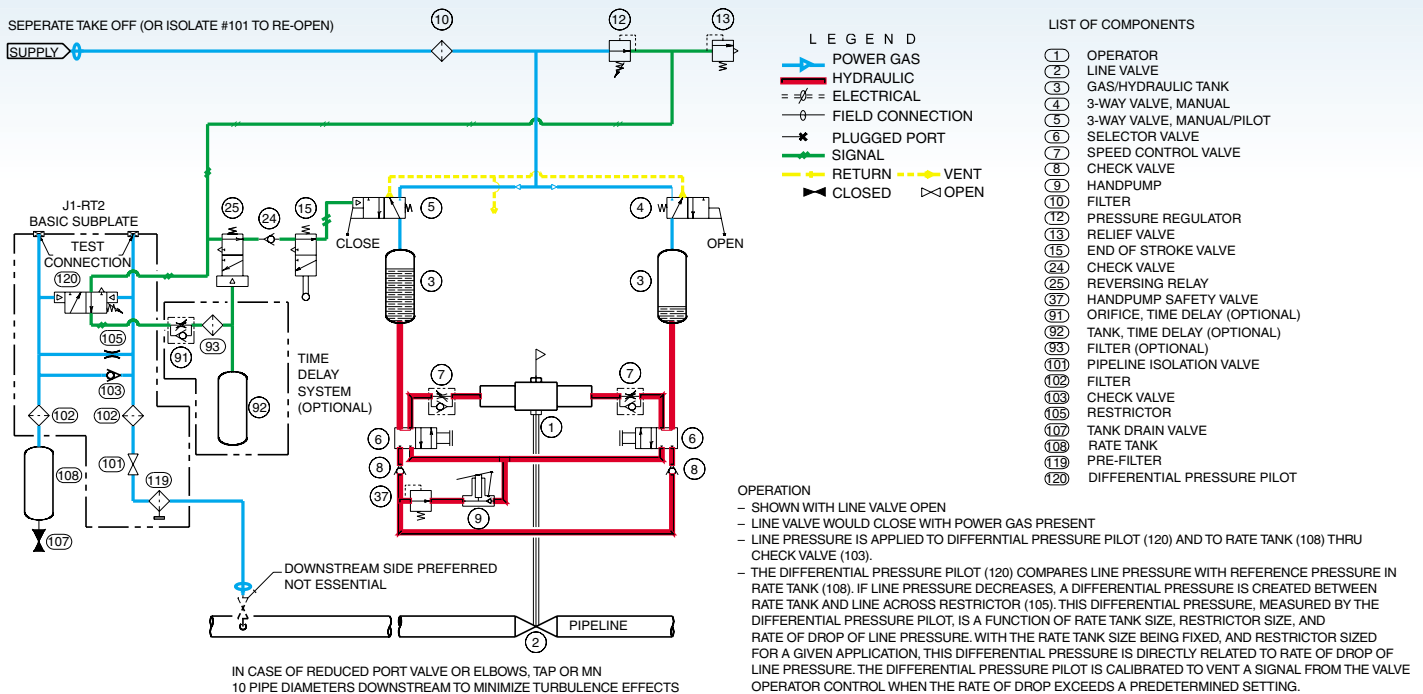 SEPERATE TAKE OFF (OR ISOLATE #101 TO RE-OPEN)
SUPPLY
10
12
13
L E G E N D
POWER GAS
HYDRAULIC
ELECTRICAL
FIELD CONNECTION
PLUGGED PORT
SIGNAL
RETURN
VENT
CLOSED
OPEN
LIST OF COMPONENTS
1 OPERATOR
2 LINE VALVE
3 GAS/HYDRAULIC TANK
4 3-WAY VALVE, MANUAL
5 3-WAY VALVE, MANUAL/PILOT
6 SELECTOR VALVE
7 SPEED CONTROL VALVE
8 CHECK VALVE
9 HANDPUMP
10 FILTER
12 PRESSURE REGULATOR
13 RELIEF VALVE
15 END OF STROKE VALVE
24 CHECK VALVE
25 REVERSING RELAY
37 HANDPUMP SAFETY VALVE
91 ORIFICE, TIME DELAY (OPTIONAL)
92 TANK, TIME DELAY (OPTIONAL)
93 FILTER (OPTIONAL)
101 PIPELINE ISOLATION VALVE
102 FILTER
103 CHECK VALVE
105 RESTRICTOR
107 TANK DRAIN VALVE
108 RATE TANK
119 PRE-FILTER
120 DIFFERENTIAL PRESSURE PILOT
J1-RT2
BASIC SUBPLATE
TEST
CONNECTION
120
25
24
15
5
CLOSE
4
OPEN
3
3
105
91
93
103
TIME
DELAY
SYSTEM
(OPTIONAL)
92
102
102
7
7
1
6
6
101
108
8
8
119
37
9
107
DOWNSTREAM SIDE PREFERRED
NOT ESSENTIAL
PIPELINE
2
IN CASE OF REDUCED PORT VALVE OR ELBOWS, TAP OR MN
10 PIPE DIAMETERS DOWNSTREAM TO MINIMIZE TURBULENCE EFFECTS
OPERATION
– SHOWN WITH LINE VALVE OPEN
– LINE VALVE WOULD CLOSE WITH POWER GAS PRESENT
– LINE PRESSURE IS APPLIED TO DIFFERNTIAL PRESSURE PILOT (120) AND TO RATE TANK (108) THRU
CHECK VALVE (103).
– THE DIFFERENTIAL PRESSURE PILOT (120) COMPARES LINE PRESSURE WITH REFERENCE PRESSURE IN
RATE TANK (108). IF LINE PRESSURE DECREASES, A DIFFERENTIAL PRESSURE IS CREATED BETWEEN
RATE TANK AND LINE ACROSS RESTRICTOR (105). THIS DIFFERENTIAL PRESSURE, MEASURED BY THE
DIFFERENTIAL PRESSURE PILOT, IS A FUNCTION OF RATE TANK SIZE, RESTRICTOR SIZE, AND
RATE OF DROP OF LINE PRESSURE. WITH THE RATE TANK SIZE BEING FIXED, AND RESTRICTOR SIZED
FOR A GIVEN APPLICATION, THIS DIFFERENTIAL PRESSURE IS DIRECTLY RELATED TO RATE OF DROP OF
LINE PRESSURE. THE DIFFERENTIAL PRESSURE PILOT IS CALIBRATED TO VENT A SIGNAL FROM THE VALVE
OPERATOR CONTROL WHEN THE RATE OF DROP EXCEEDS A PREDETERMINED SETTING.